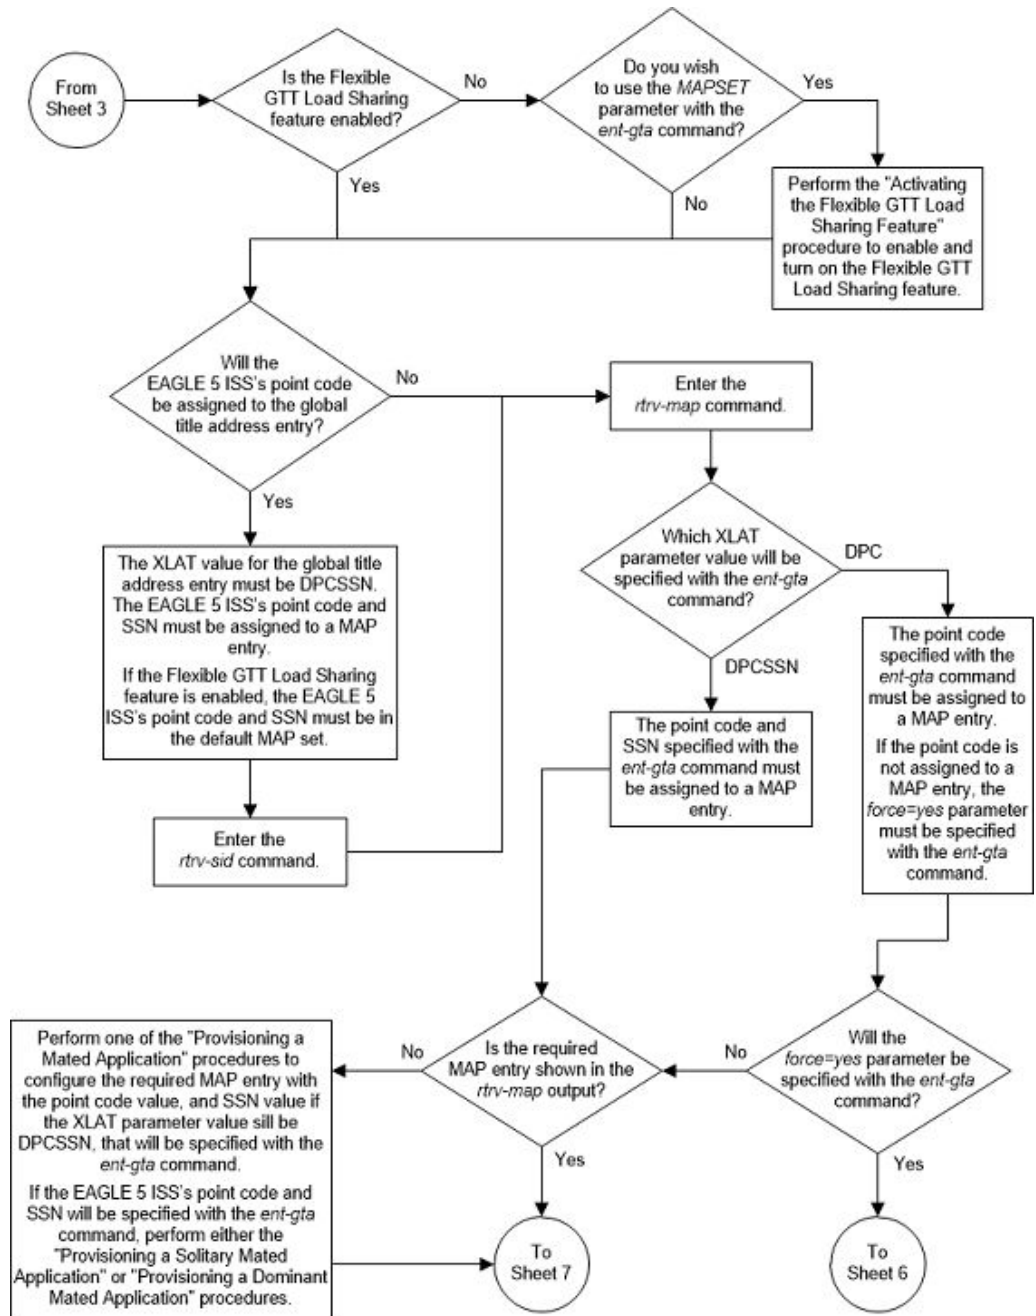 From
Sheet 3
Is the Flexible
GTT Load Sharing
feature enabled?
No
Yes
Do you wish
to use the MAPSET
parameter with the
ent-gta command?
Yes
No
Perform the "Activating
the Flexible GTT Load
Sharing Feature"
procedure to enable and
turn on the Flexible GTT
Load Sharing feature.
Will the
EAGLE 5 ISS's point code
be assigned to the global
title address entry?
No
Yes
Enter the
rtrv-map command.
The XLAT value for the global title
address entry must be DPCSSN.
The EAGLE 5 ISS's point code and
SSN must be assigned to a MAP
entry.
If the Flexible GTT Load Sharing
feature is enabled, the EAGLE 5
ISS's point code and SSN must be in
the default MAP set.
Enter the
rtrv-sid command.
Which XLAT
parameter value will be
specified with the ent-gta
command?
DPC
DPCSSN
The point code and
SSN specified with the
ent-gta command must
be assigned to a MAP
entry.
The point code
specified with the
ent-gta command
must be assigned to
a MAP entry.
If the point code is
not assigned to a
MAP entry, the
force=yes parameter
must be specified
with the ent-gta
command.
Will the
force=yes parameter be
specified with the ent-gta
command?
No
Yes
Is the required
MAP entry shown in the
rtrv-map output?
No
Yes
Perform one of the "Provisioning a
Mated Application" procedures to
configure the required MAP entry with
the point code value, and SSN value if
the XLAT parameter value sill be
DPCSSN, that will be specified with the
ent-gta command.
If the EAGLE 5 ISS's point code and
SSN will be specified with the ent-gta
command, perform either the
"Provisioning a Solitary Mated
Application" or "Provisioning a Dominant
Mated Application" procedures.
To
Sheet 7
To
Sheet 6